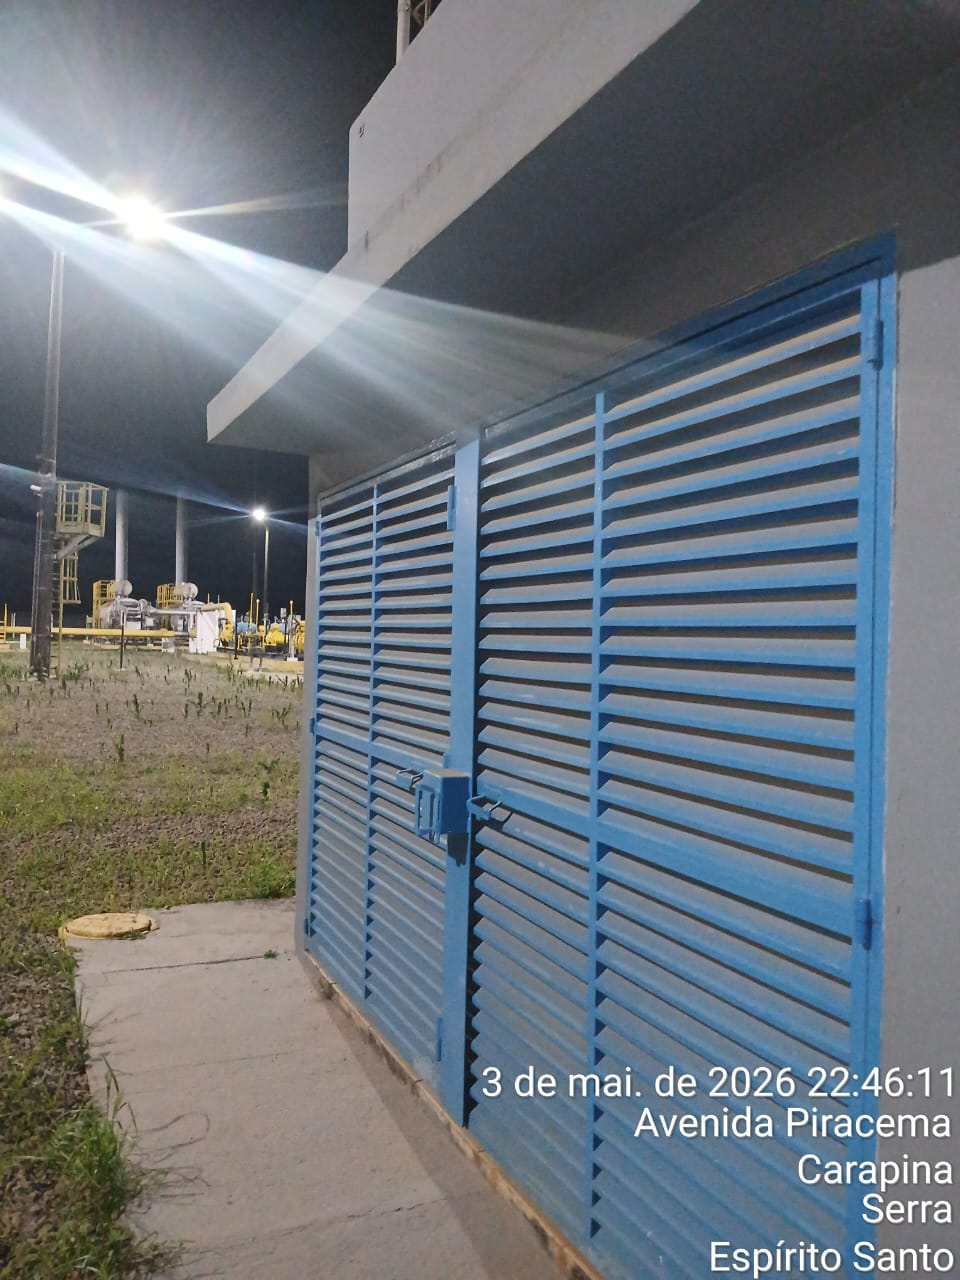 3 de mai. de 2026 22:46:11
Avenida Piracema
Carapina
Serra
Espírito Santo